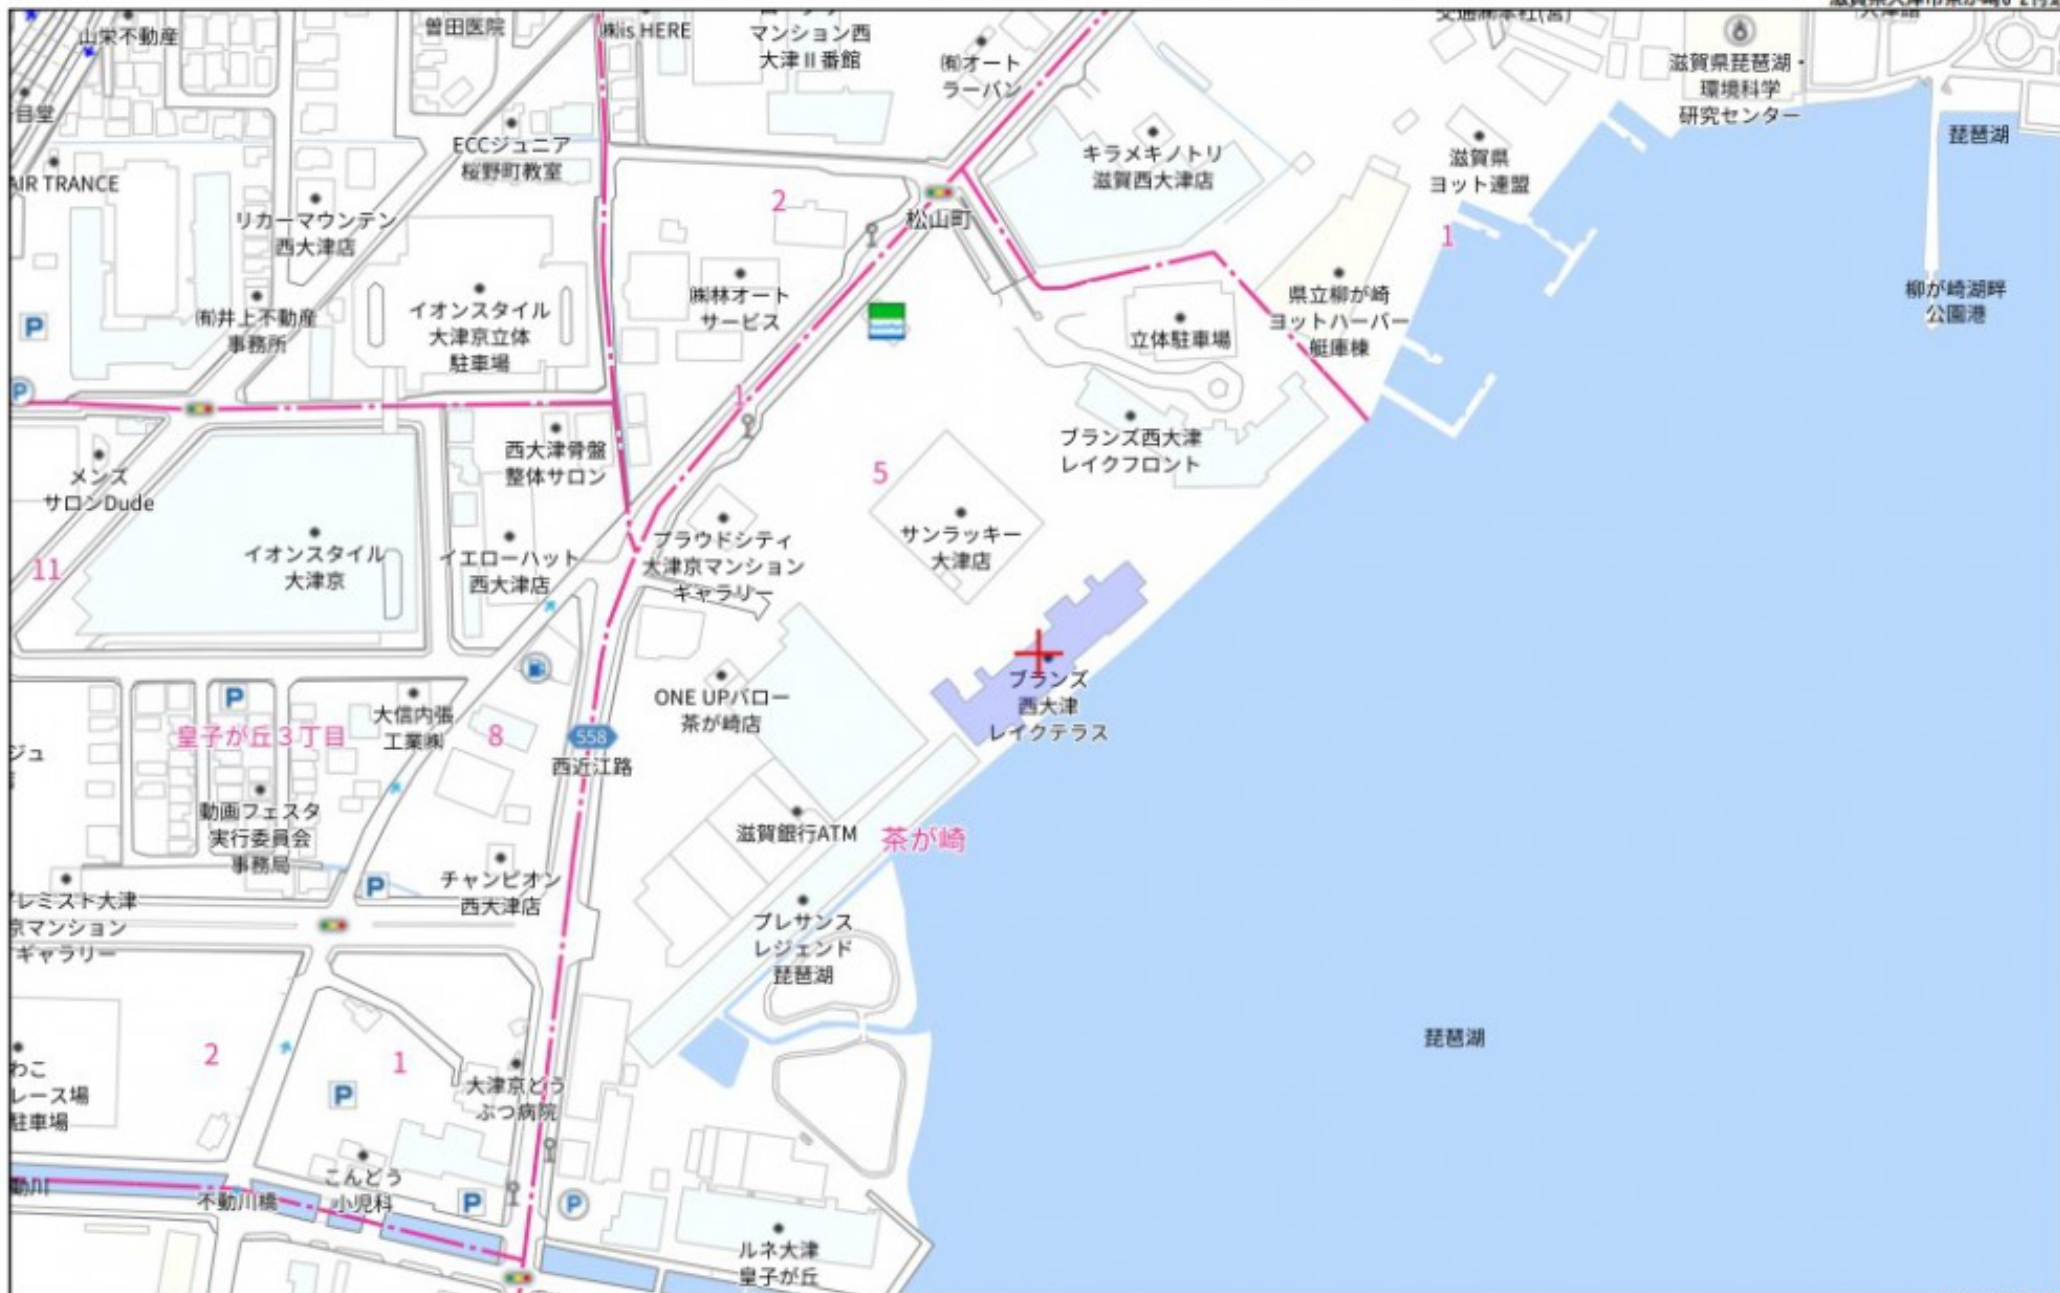 山栄不動産
曽田医院
㈱is HERE
マンション西
大津Ⅱ番館
㈲オート
ラーバン
滋賀県琵琶湖・
環境科学
研究センター
琵琶湖
目堂
ECCジュニア
桜野町教室
キラメキノトリ
滋賀西大津店
滋賀県
ヨット連盟
AIR TRANCE
リカーマウンテン
西大津店
2
松山町
1
㈲井上不動産
事務所
イオンスタイル
大津京立体
駐車場
㈱林オート
サービス
立体駐車場
県立柳が崎
ヨットハーバー
艇庫棟
柳が崎湖畔
公園港
P
P
1
メンズ
サロンDude
西大津骨盤
整体サロン
5
ブランズ西大津
レイクフロント
11
イオンスタイル
大津京
イエローハット
西大津店
プラウドシティ
大津京マンション
ギャラリー
サンラッキー
大津店
P
皇子が丘3丁目
大信内張
工業㈱
8
558
西近江路
ONE UPバロー
茶が崎店
ブランズ
西大津
レイクテラス
ジュ
動画フェスタ
実行委員会
事務局
滋賀銀行ATM
茶が崎
P
チャンピオン
西大津店
レミスト大津
京マンション
ギャラリー
プレサンス
レジェンド
琵琶湖
琵琶湖
2
1
わこ
レース場
駐車場
P
大津京どう
ぶつ病院
動川
不動川橋
こんどう
小児科
P
P
ルネ大津
皇子が丘